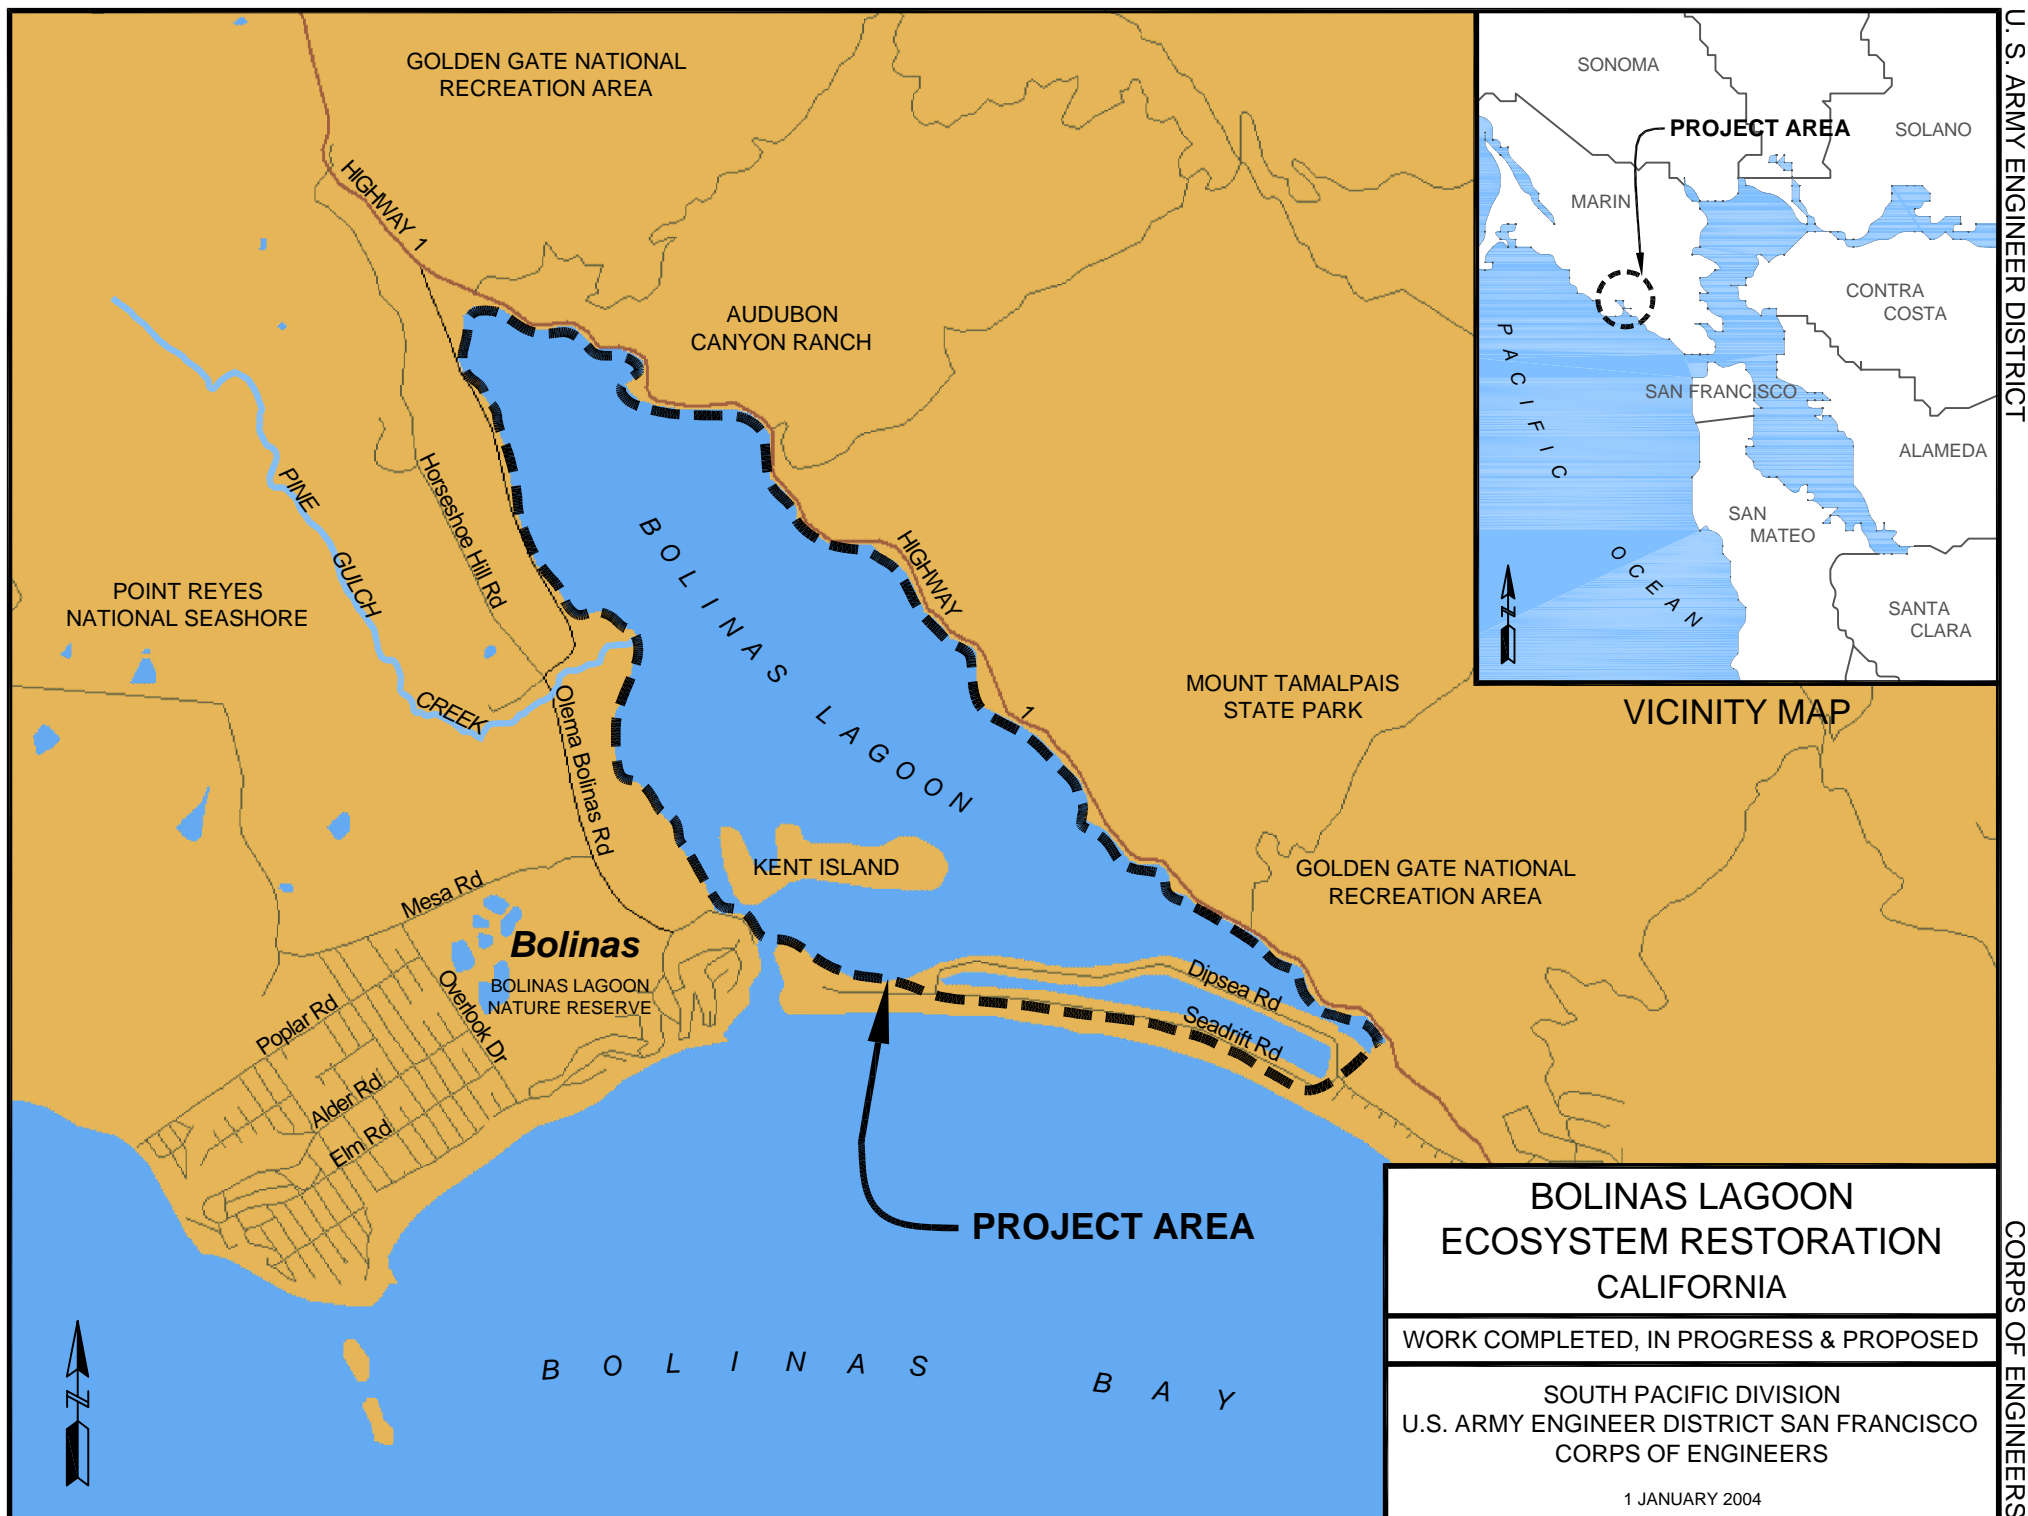 GOLDEN GATE NATIONAL
RECREATION AREA
HIGHWAY 1
AUDUBON
CANYON RANCH
PINE
GULCH
CREEK
Horseshoe Hill Rd
POINT REYES
NATIONAL SEASHORE
BOLINAS
LAGOON
HIGHWAY
1
MOUNT TAMALPAIS
STATE PARK
Olema Bolinas Rd
KENT ISLAND
GOLDEN GATE NATIONAL
RECREATION AREA
Mesa Rd
Bolinas
BOLINAS LAGOON
NATURE RESERVE
Overlook Dr
Poplar Rd
Alder Rd
Elm Rd
Dipsea Rd
Seadrift Rd
PROJECT AREA
BOLINAS
BAY
N
SONOMA
PROJECT AREA
SOLANO
MARIN
CONTRA
COSTA
PACIFIC
SAN FRANCISCO
ALAMEDA
SAN
MATEO
OCEAN
SANTA
CLARA
N
VICINITY MAP
U. S. ARMY ENGINEER DISTRICT
CORPS OF ENGINEERS
BOLINAS LAGOON
ECOSYSTEM RESTORATION
CALIFORNIA
WORK COMPLETED, IN PROGRESS & PROPOSED
SOUTH PACIFIC DIVISION
U.S. ARMY ENGINEER DISTRICT SAN FRANCISCO
CORPS OF ENGINEERS
1 JANUARY 2004